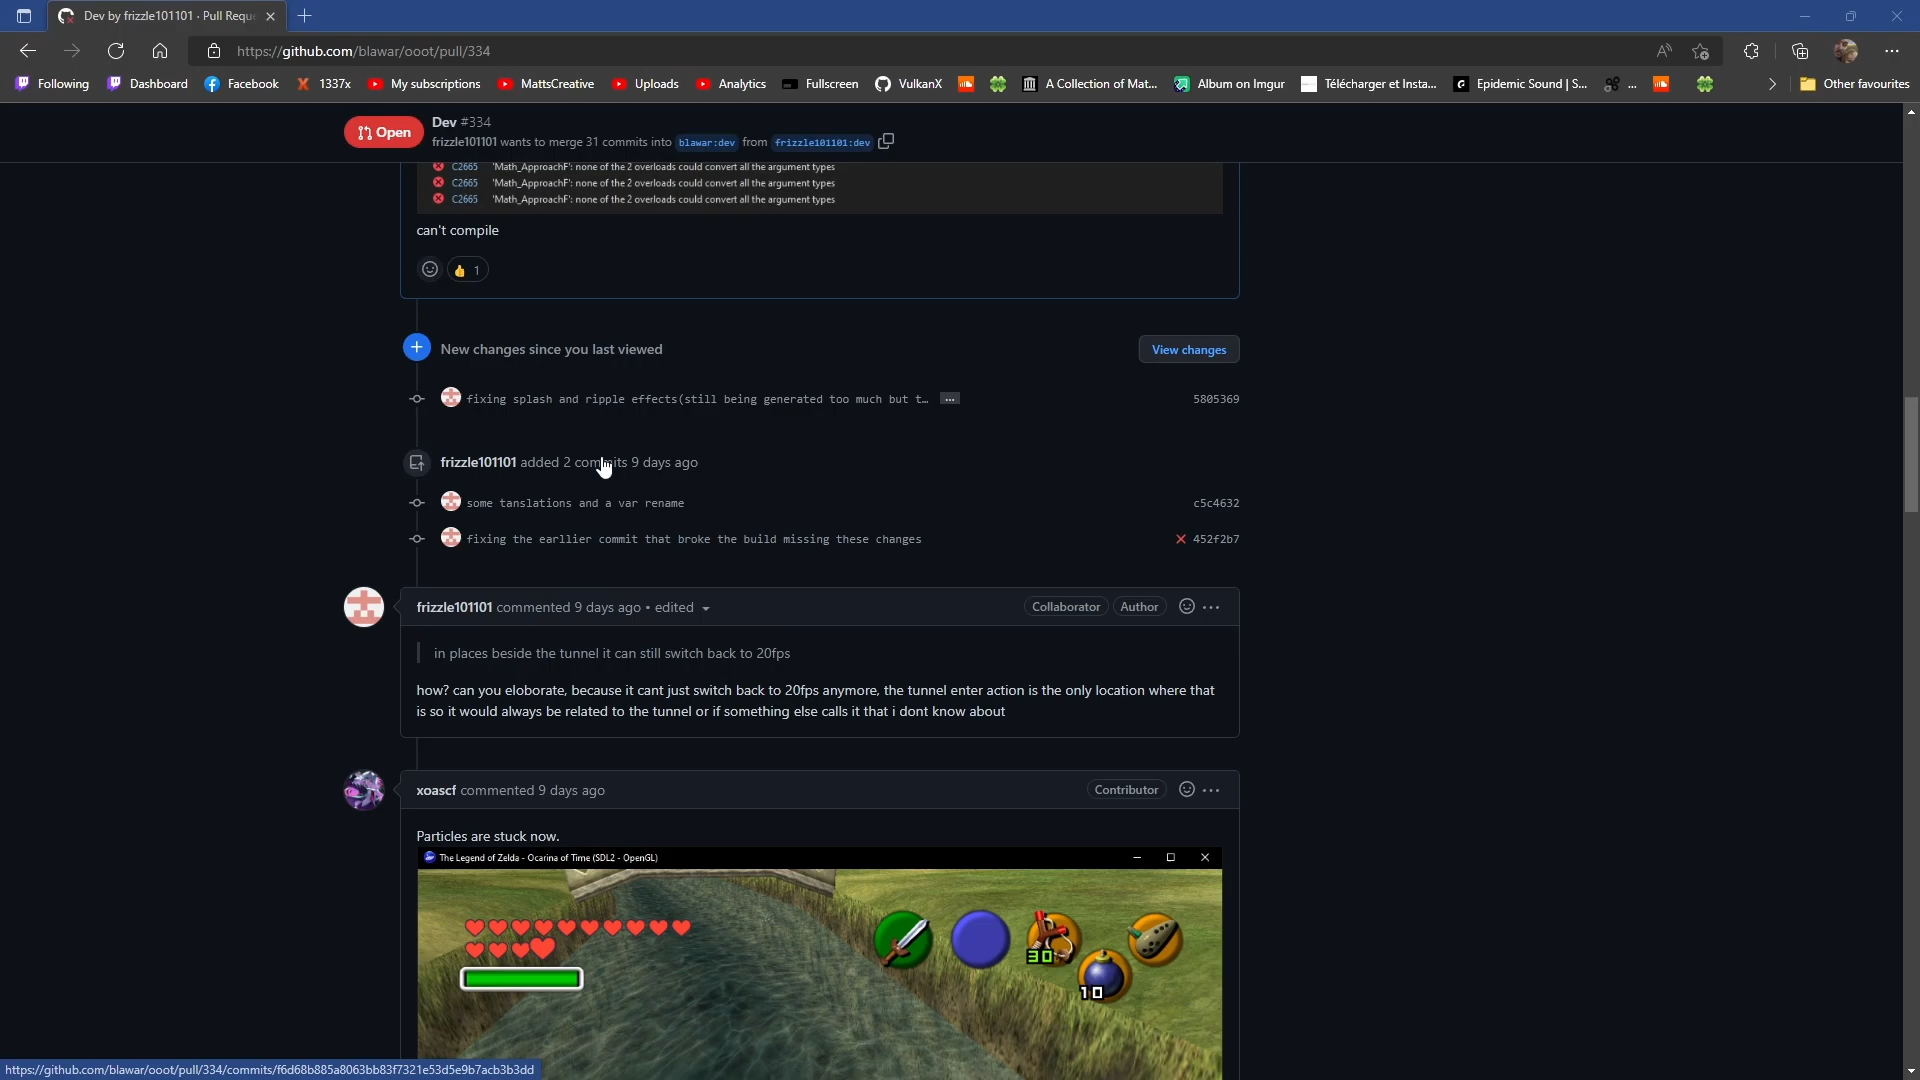 Dev by frizzle101101 · Pull Reque
https://github.com/blawar/ooot/pull/334
Following Dashboard Facebook 1337x My subscriptions MattsCreative Uploads Analytics Fullscreen VulkanX A Collection of Mat... Album on Imgur Télécharger et Insta... Epidemic Sound | S... ... Other favourites
Open
Dev #334
frizzle101101 wants to merge 31 commits into blawar:dev from frizzle101101:dev
C2665 'Math_ApproachF': none of the 2 overloads could convert all the argument types
C2665 'Math_ApproachF': none of the 2 overloads could convert all the argument types
C2665 'Math_ApproachF': none of the 2 overloads could convert all the argument types
can't compile
👍 1
New changes since you last viewed View changes
fixing splash and ripple effects(still being generated too much but t… ... 5805369
frizzle101101 added 2 commits 9 days ago
some tanslations and a var rename c5c4632
fixing the earllier commit that broke the build missing these changes 452f2b7
frizzle101101 commented 9 days ago • edited Collaborator Author
in places beside the tunnel it can still switch back to 20fps
how? can you eloborate, because it cant just switch back to 20fps anymore, the tunnel enter action is the only location where that
is so it would always be related to the tunnel or if something else calls it that i dont know about
xoascf commented 9 days ago Contributor
Particles are stuck now.
The Legend of Zelda - Ocarina of Time (SDL2 - OpenGL)
30
10
https://github.com/blawar/ooot/pull/334/commits/f6d68b885a8063bb83f7321e53d5e9b7acb3b3dd